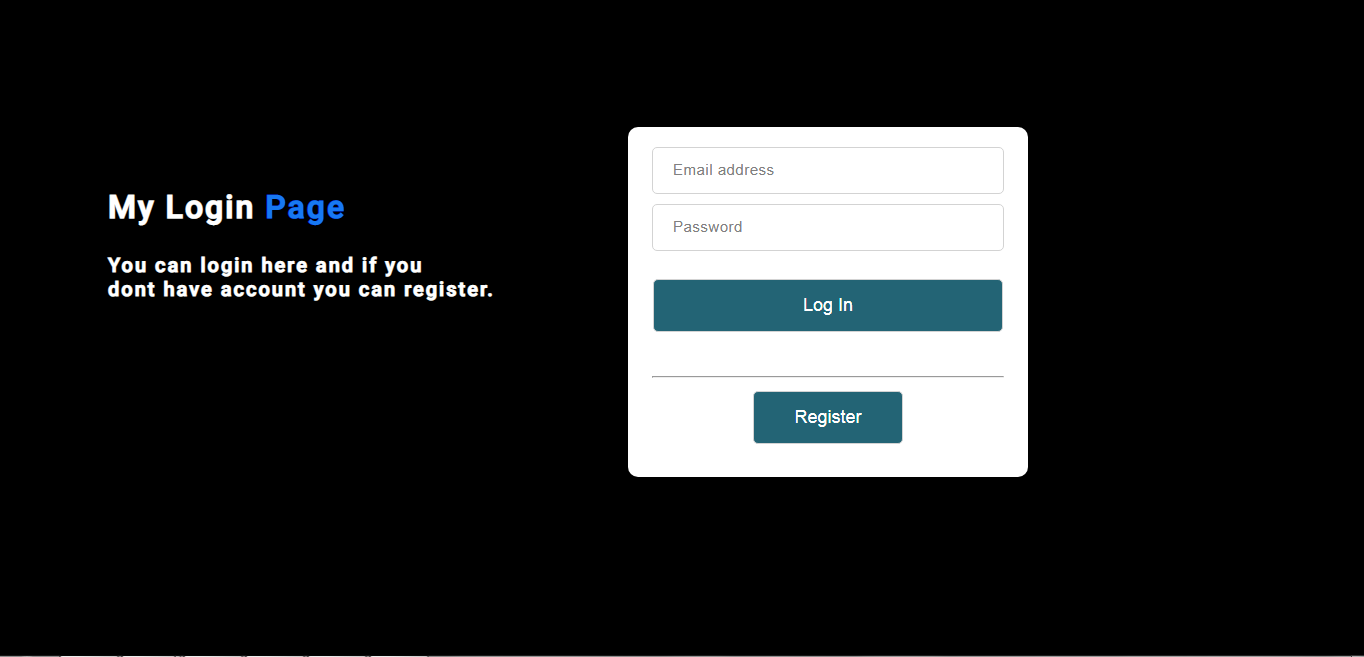 My Login Page
You can login here and if you
dont have account you can register.
Email address
Password
Log In
Register